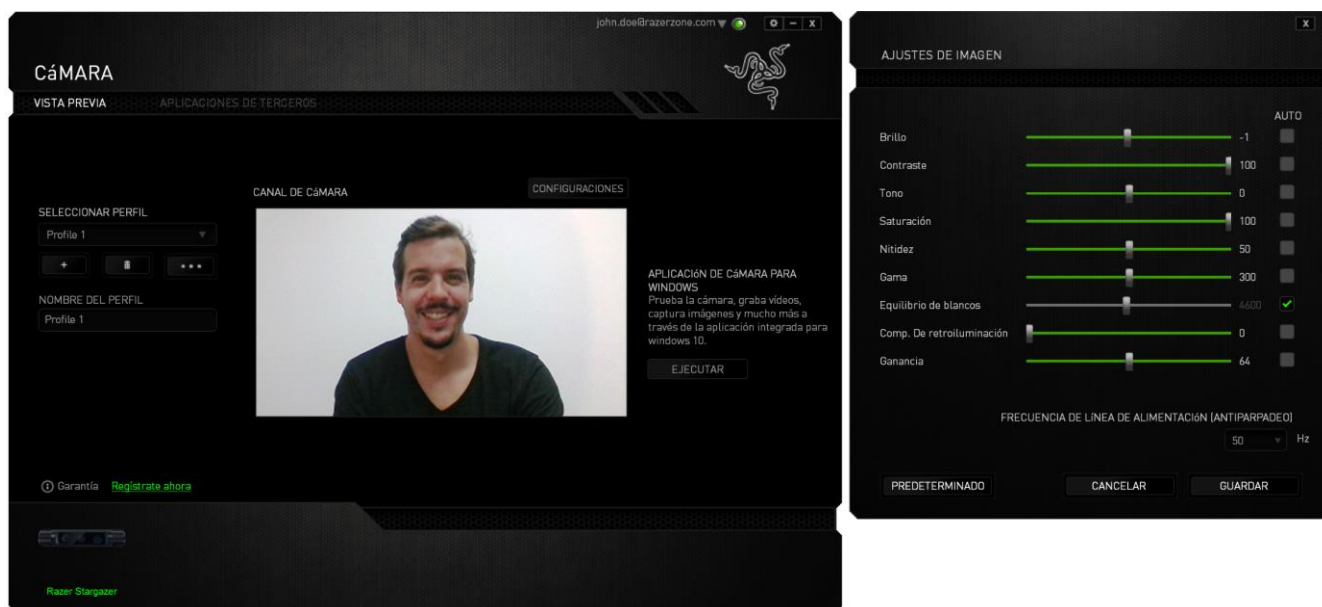 john.doe@razerzone.com
CáMARA
VISTA PREVIA
APLICACIONES DE TERCEROS
CANAL DE CáMARA
CONFIGURACIONES
SELECCIONAR PERFIL
Profile 1
NOMBRE DEL PERFIL
Profile 1
APLICACIóN DE CáMARA PARA
WINDOWS
Prueba la cámara, graba vídeos,
captura imágenes y mucho más a
través de la aplicación integrada para
windows 10.
EJECUTAR
Garantía Regístrate ahora
Razer Stargazer
X
AJUSTES DE IMAGEN
AUTO
Brillo -1
Contraste 100
Tono 0
Saturación 100
Nitidez 50
Gama 300
Equilibrio de blancos 4600
Comp. De retroiluminación 0
Ganancia 64
FRECUENCIA DE LíNEA DE ALIMENTACIóN (ANTIPARPADEO)
50 Hz
PREDETERMINADO
CANCELAR
GUARDAR